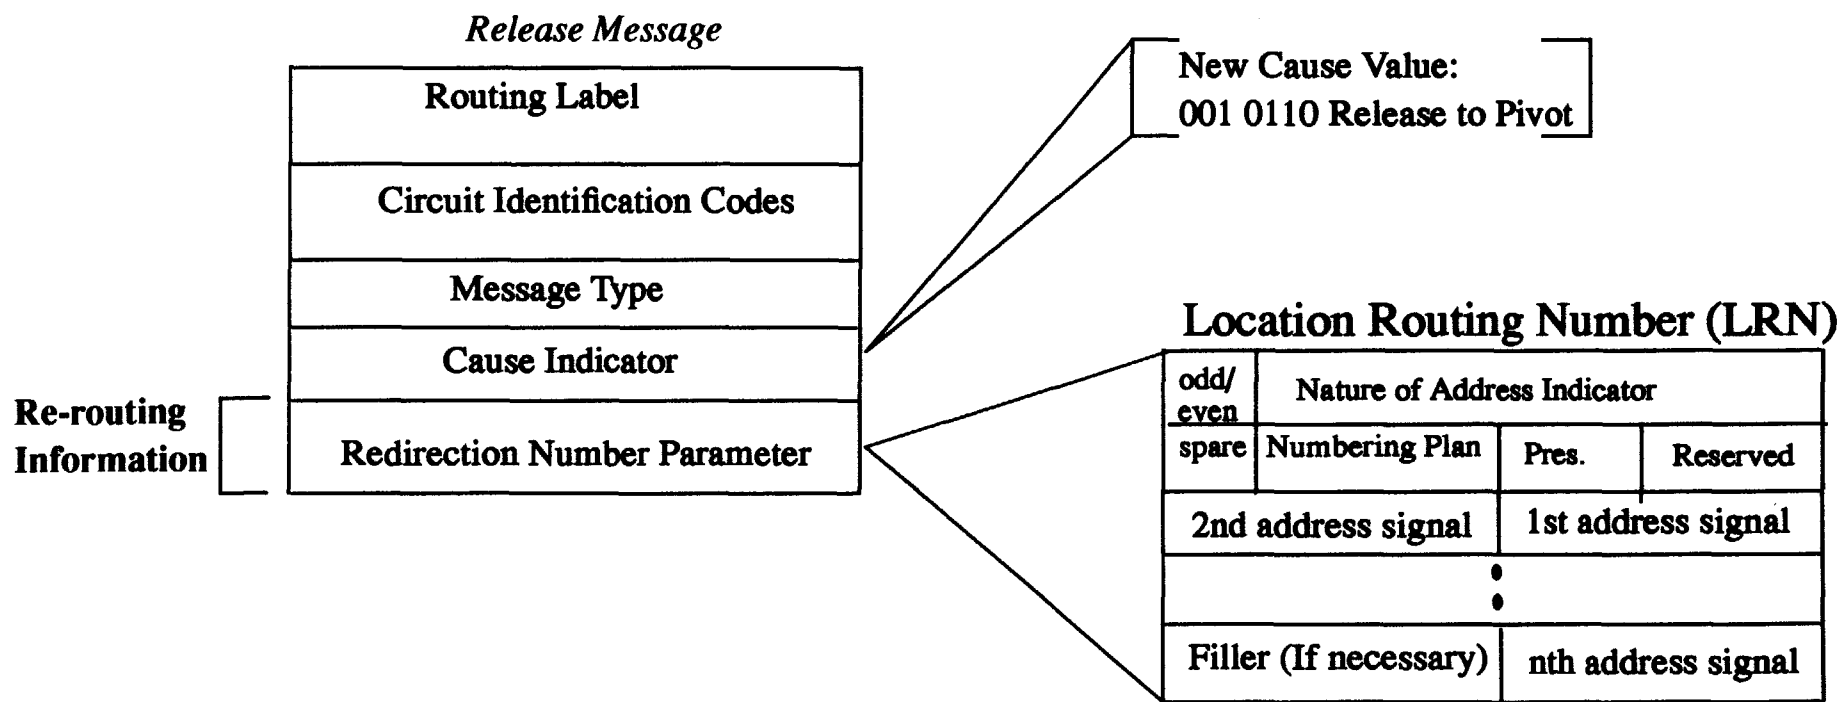 Release Message
Routing Label
Circuit Identification Codes
Message Type
Cause Indicator
Redirection Number Parameter
Re-routing
Information
New Cause Value:
001 0110 Release to Pivot
Location Routing Number (LRN)
odd/
even
Nature of Address Indicator
spare
Numbering Plan
Pres.
Reserved
2nd address signal
1st address signal
Filler (If necessary)
nth address signal